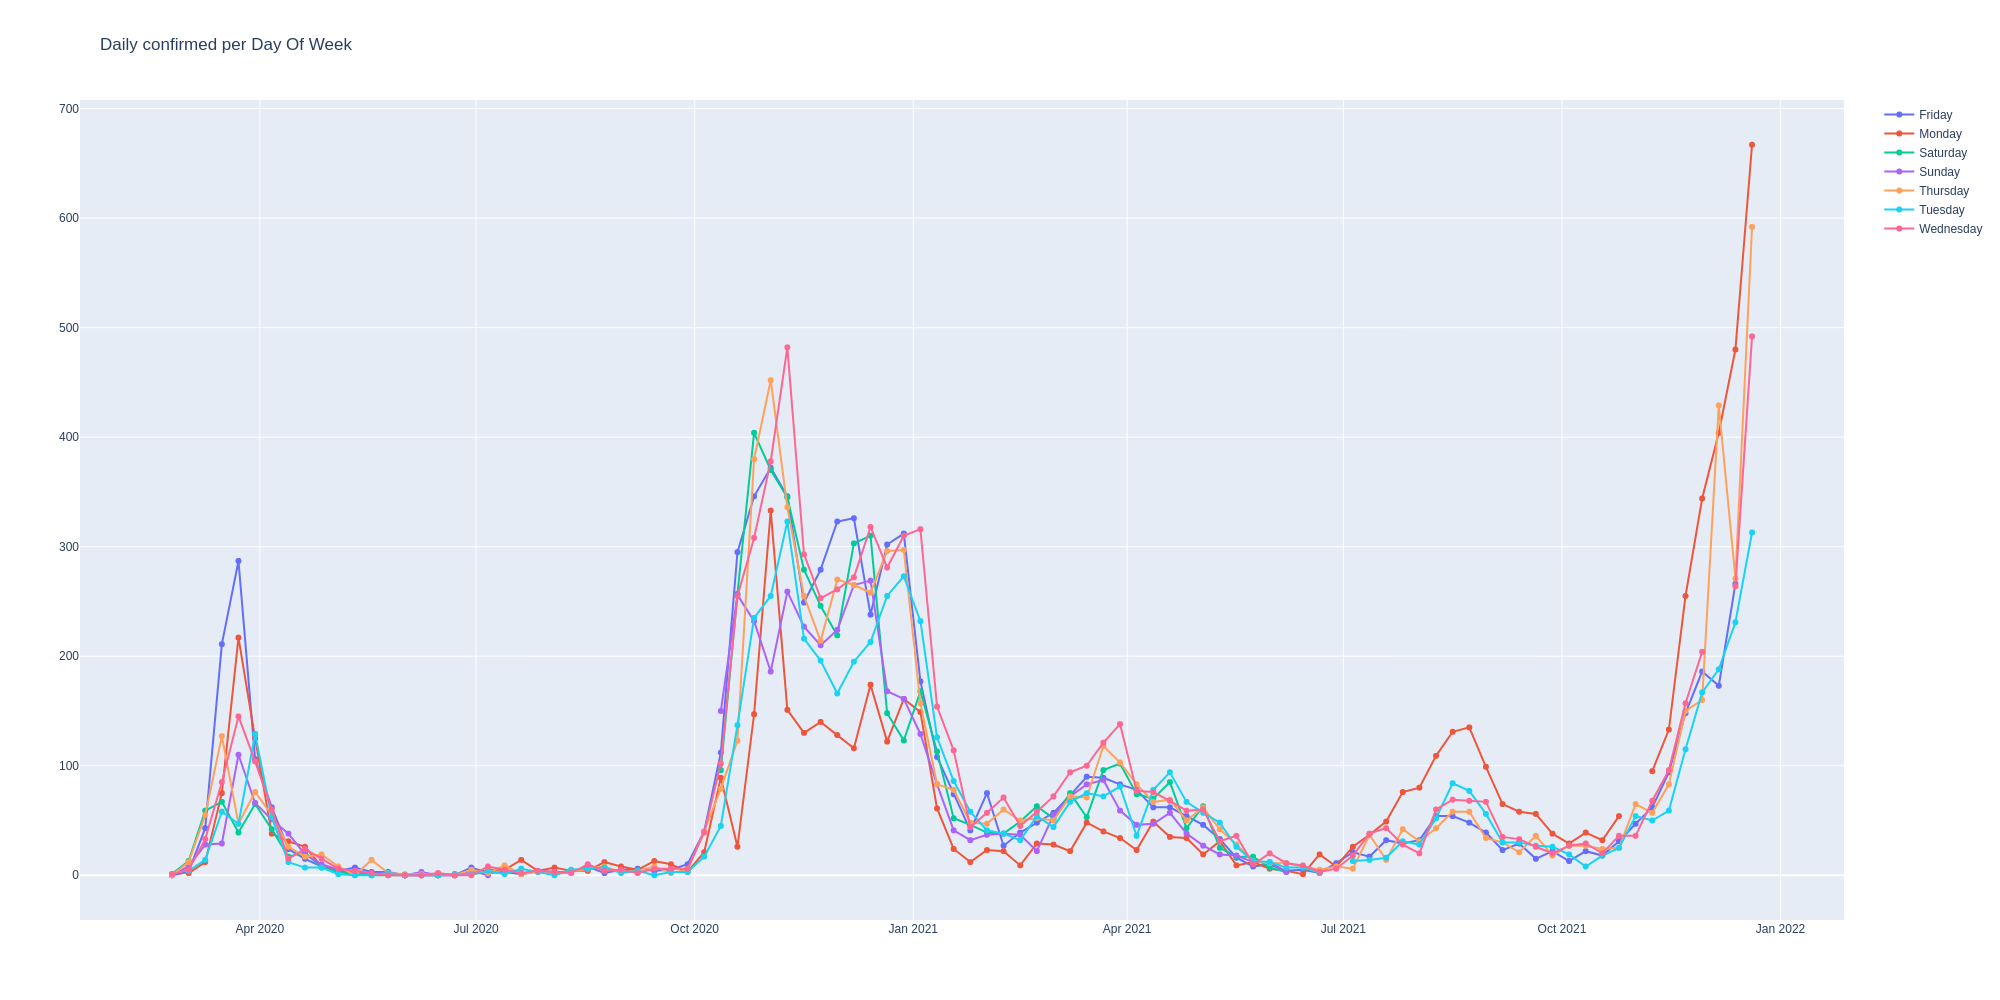 Daily confirmed per Day Of Week
700
600
500
400
300
200
100
0
Apr 2020
Jul 2020
Oct 2020
Jan 2021
Apr 2021
Jul 2021
Oct 2021
Jan 2022
Friday
Monday
Saturday
Sunday
Thursday
Tuesday
Wednesday